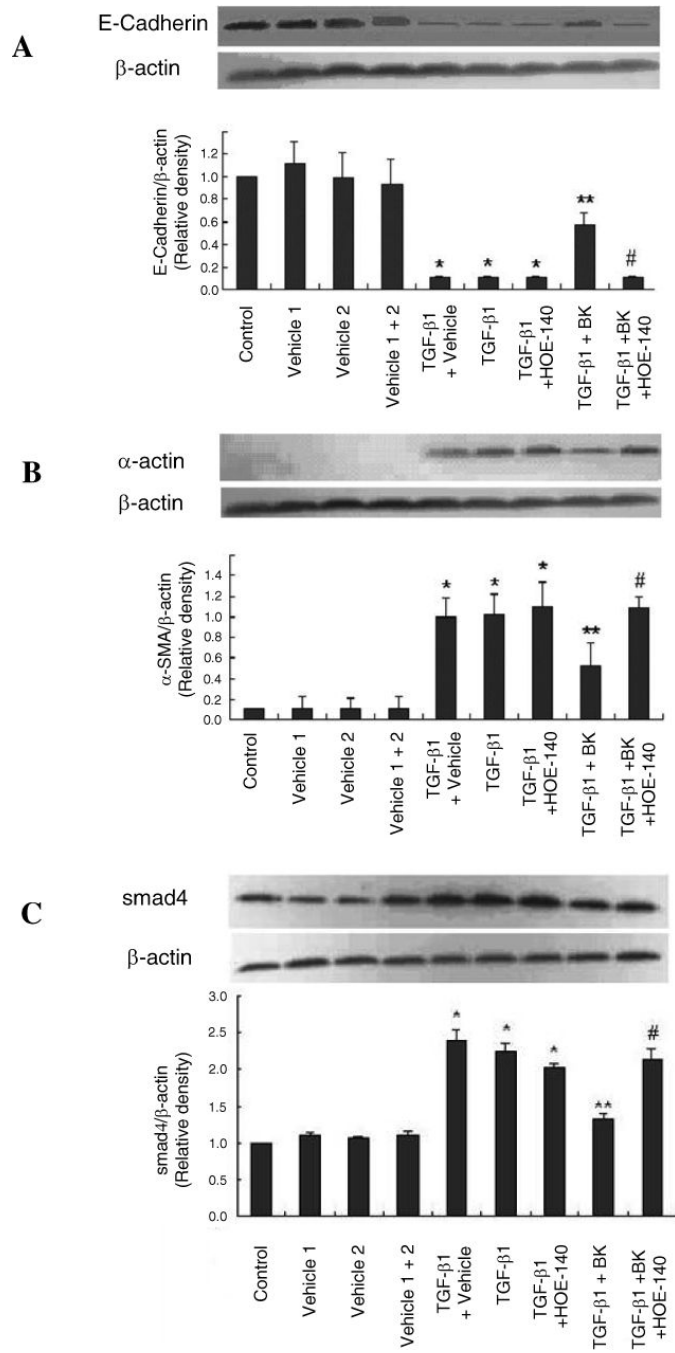 A
E-Cadherin
β-actin
E-Cadherin/β-actin
(Relative density)
1.2
1.0
0.8
0.6
0.4
0.2
0.0
* * * ** #
Control
Vehicle 1
Vehicle 2
Vehicle 1 + 2
TGF-β1
+ Vehicle
TGF-β1
TGF-β1
+HOE-140
TGF-β1 + BK
TGF-β1 +BK
+HOE-140
B
α-actin
β-actin
α-SMA/β-actin
(Relative density)
1.4
1.2
1.0
0.8
0.6
0.4
0.2
0.0
* * * ** #
Control
Vehicle 1
Vehicle 2
Vehicle 1 + 2
TGF-β1
+ Vehicle
TGF-β1
TGF-β1
+HOE-140
TGF-β1 + BK
TGF-β1 +BK
+HOE-140
C
smad4
β-actin
smad4/β-actin
(Relative density)
3.0
2.5
2.0
1.5
1.0
0.5
0.0
* * * ** #
Control
Vehicle 1
Vehicle 2
Vehicle 1 + 2
TGF-β1
+ Vehicle
TGF-β1
TGF-β1
+HOE-140
TGF-β1 + BK
TGF-β1 +BK
+HOE-140